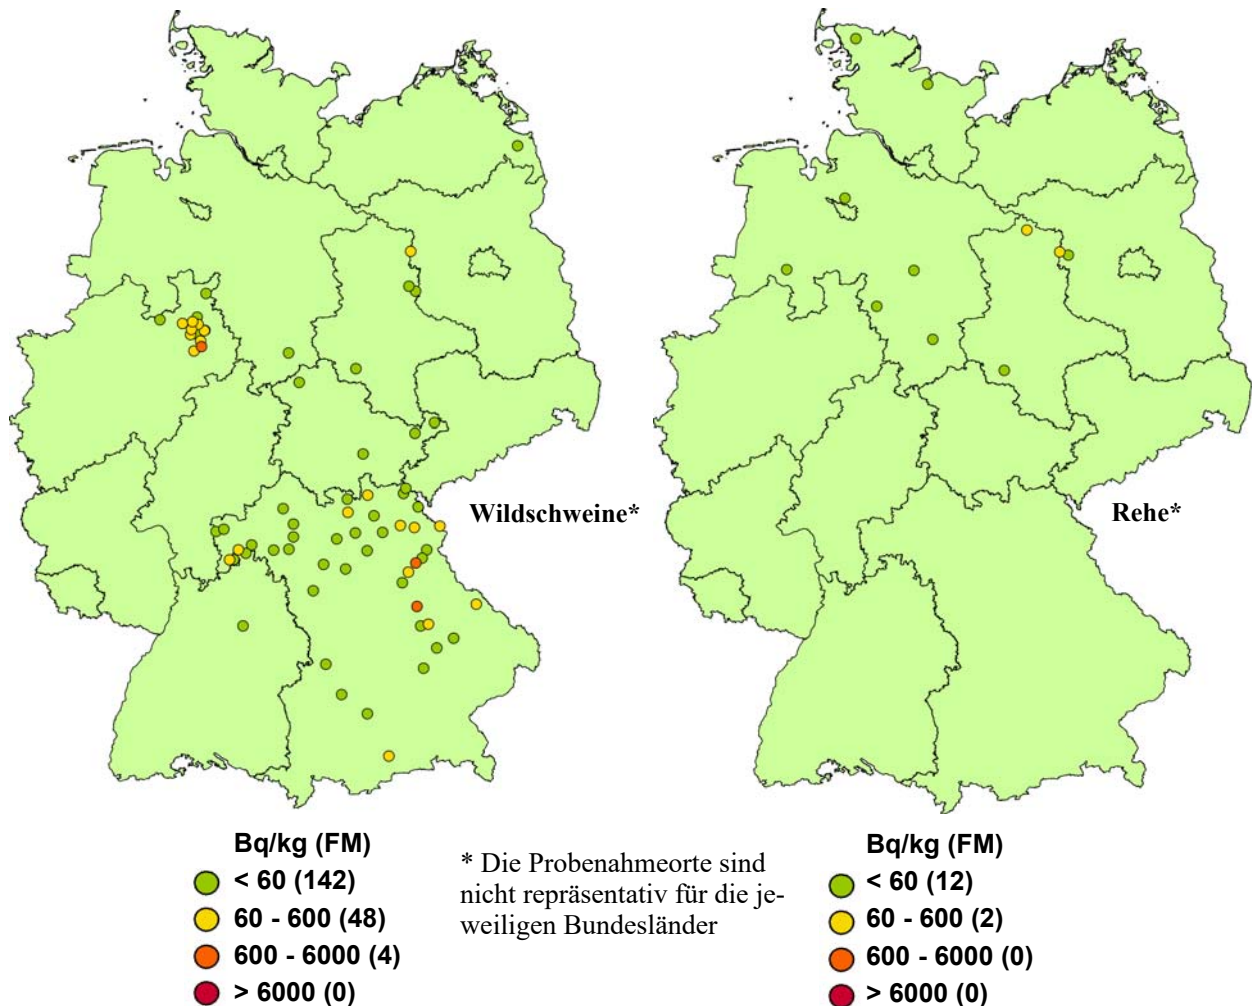 Wildschweine*
Rehe*
Bq/kg (FM)
< 60 (142)
60 - 600 (48)
600 - 6000 (4)
> 6000 (0)
* Die Probenahmeorte sind
nicht repräsentativ für die je-
weiligen Bundesländer
Bq/kg (FM)
< 60 (12)
60 - 600 (2)
600 - 6000 (0)
> 6000 (0)